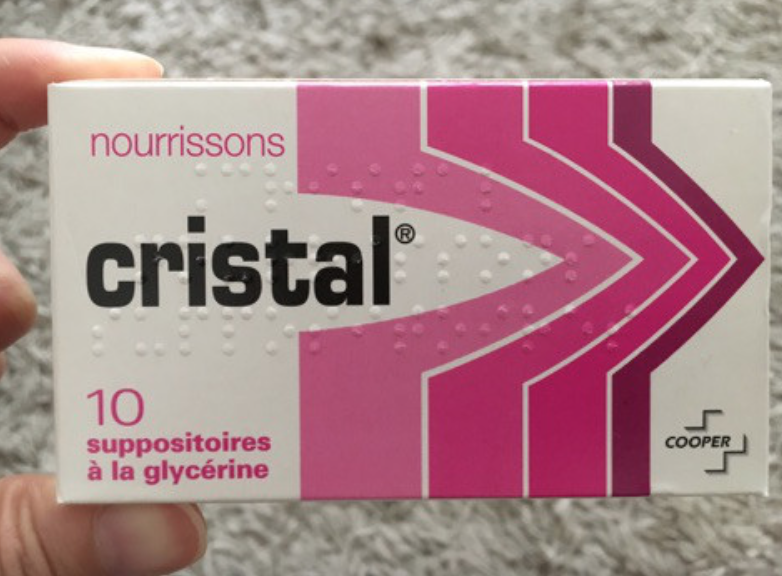 nourrissons
cristal®
10
suppositoires
à la glycérine
COOPER